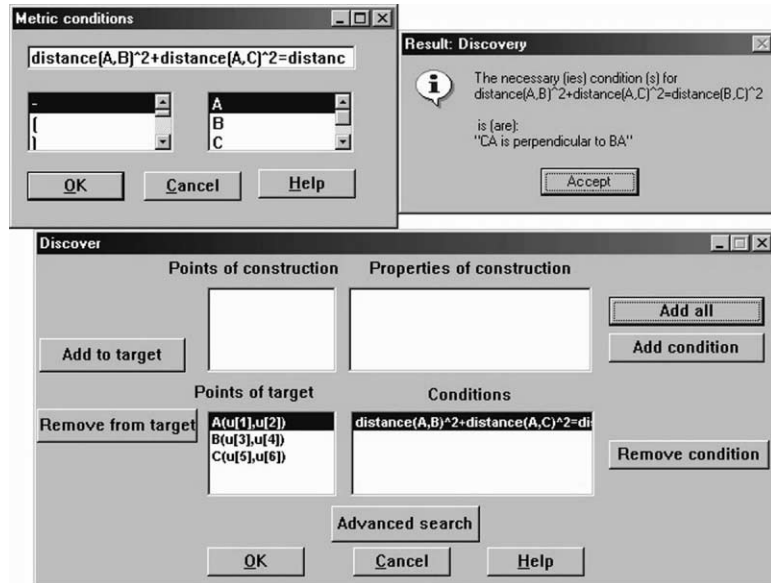 Metric conditions
distance(A,B)^2+distance(A,C)^2=distanc
-
(
)
A
B
C
OK
Cancel
Help
Result: Discovery
The necessary (ies) condition (s) for
distance(A,B)^2+distance(A,C)^2=distance(B,C)^2
is (are):
"CA is perpendicular to BA"
Accept
Discover
Points of construction
Properties of construction
Add all
Add to target
Add condition
Points of target
Conditions
Remove from target
A(u[1],u[2])
B(u[3],u[4])
C(u[5],u[6])
distance(A,B)^2+distance(A,C)^2=di
Remove condition
Advanced search
OK
Cancel
Help